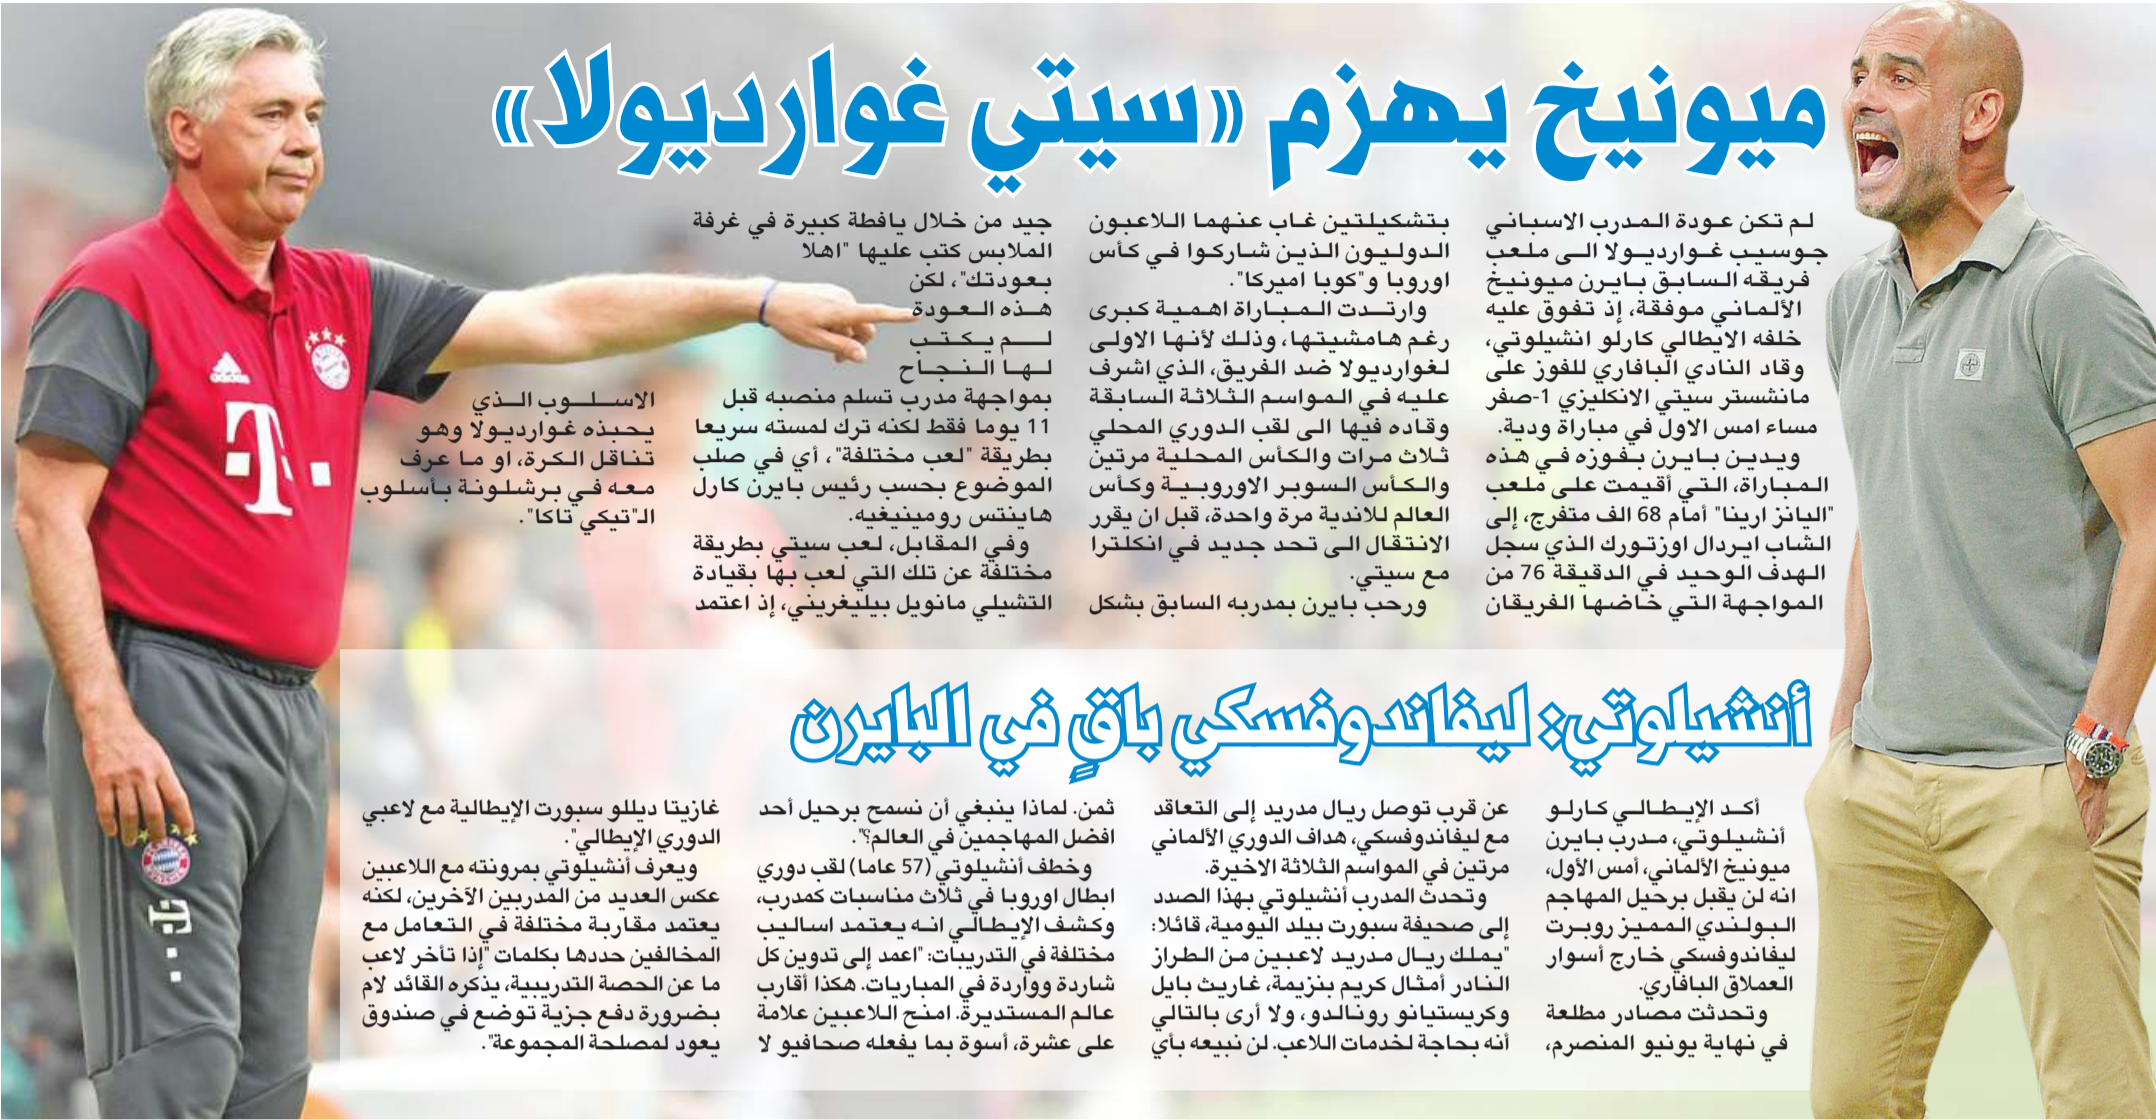 ميونيخ يهزم «سيتي غوارديولا»
لم تكن عودة المدرب الاسباني
جوسيب غوارديولا الى ملعب
فريقه السابق بايرن ميونيخ
الألماني موفقة، إذ تفوق عليه
خلفه الايطالي كارلو انشيلوتي،
وقاد النادي البافاري للفوز على
مانشستر سيتي الانكليزي 1-صفر
مساء امس الاول في مباراة ودية.
ويدين بايرن بفوزه في هذه
المباراة، التي أقيمت على ملعب
"اليانز ارينا" أمام 68 الف متفرج، إلى
الشاب ايردال اوزتورك الذي سجل
الهدف الوحيد في الدقيقة 76 من
المواجهة التي خاضها الفريقان
بتشكيلتين غاب عنهما اللاعبون
الدوليون الذين شاركوا في كأس
اوروبا و"كوبا اميركا".
وارتدت المباراة اهمية كبرى
رغم هامشيتها، وذلك لأنها الاولى
لغوارديولا ضد الفريق، الذي اشرف
عليه في المواسم الثلاثة السابقة
وقاده فيها الى لقب الدوري المحلي
ثلاث مرات والكأس المحلية مرتين
والكأس السوبر الاوروبية وكأس
العالم للاندية مرة واحدة، قبل ان يقرر
الانتقال الى تحد جديد في انكلترا
مع سيتي.
ورحب بايرن بمدربه السابق بشكل
جيد من خلال يافطة كبيرة في غرفة
الملابس كتب عليها "اهلا
بعودتك"، لكن
هذه العودة
لم يكتب
لها النجاح
بمواجهة مدرب تسلم منصبه قبل
11 يوما فقط لكنه ترك لمسته سريعا
بطريقة "لعب مختلفة"، أي في صلب
الموضوع بحسب رئيس بايرن كارل
هاينتس رومينيغيه.
وفي المقابل، لعب سيتي بطريقة
مختلفة عن تلك التي لعب بها بقيادة
التشيلي مانويل بيليغريني، إذ اعتمد
الاسلوب الذي
يحبذه غوارديولا وهو
تناقل الكرة، او ما عرف
معه في برشلونة بأسلوب
الـ"تيكي تاكا".
أنشيلوتي: ليفاندوفسكي باقٍ في البايرن
أكد الإيطالي كارلو
أنشيلوتي، مدرب بايرن
ميونيخ الألماني، أمس الأول،
انه لن يقبل برحيل المهاجم
البولندي المميز روبرت
ليفاندوفسكي خارج أسوار
العملاق البافاري.
وتحدثت مصادر مطلعة
في نهاية يونيو المنصرم،
عن قرب توصل ريال مدريد إلى التعاقد
مع ليفاندوفسكي، هداف الدوري الألماني
مرتين في المواسم الثلاثة الاخيرة.
وتحدث المدرب أنشيلوتي بهذا الصدد
إلى صحيفة سبورت بيلد اليومية، قائلا:
"يملك ريال مدريد لاعبين من الطراز
النادر أمثال كريم بنزيمة، غاريث بايل
وكريستيانو رونالدو، ولا أرى بالتالي
أنه بحاجة لخدمات اللاعب. لن نبيعه بأي
ثمن. لماذا ينبغي أن نسمح برحيل أحد
افضل المهاجمين في العالم؟".
وخطف أنشيلوتي (57 عاما) لقب دوري
ابطال اوروبا في ثلاث مناسبات كمدرب،
وكشف الإيطالي انه يعتمد اساليب
مختلفة في التدريبات: "اعمد إلى تدوين كل
شاردة وواردة في المباريات. هكذا أقارب
عالم المستديرة. امنح اللاعبين علامة
على عشرة، أسوة بما يفعله صحافيو لا
غازيتا ديللو سبورت الإيطالية مع لاعبي
الدوري الإيطالي".
ويعرف أنشيلوتي بمرونته مع اللاعبين
عكس العديد من المدربين الآخرين، لكنه
يعتمد مقاربة مختلفة في التعامل مع
المخالفين حددها بكلمات "إذا تأخر لاعب
ما عن الحصة التدريبية، يذكره القائد لام
بضرورة دفع جزية توضع في صندوق
يعود لمصلحة المجموعة".
adidas
T
T